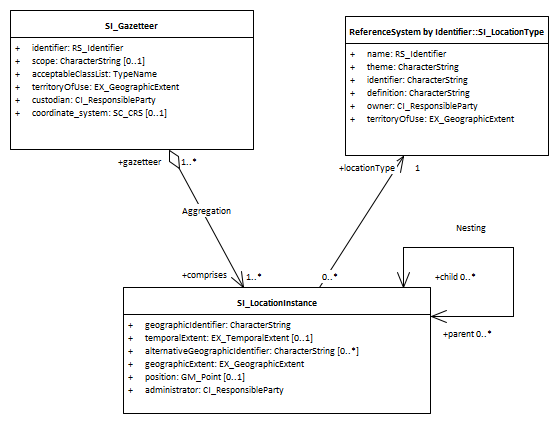 SI_Gazetteer
+ identifier: RS_Identifier
+ scope: CharacterString [0..1]
+ acceptableClassList: TypeName
+ territoryOfUse: EX_GeographicExtent
+ custodian: CI_ResponsibleParty
+ coordinate_system: SC_CRS [0..1]
ReferenceSystem by Identifier::SI_LocationType
+ name: RS_Identifier
+ theme: CharacterString
+ identifier: CharacterString
+ definition: CharacterString
+ owner: CI_ResponsibleParty
+ territoryOfUse: EX_GeographicExtent
+gazetteer 1..*
+locationType 1
Aggregation
Nesting
+comprises 1..*
0..*
+child 0..*
+parent 0..*
SI_LocationInstance
+ geographicIdentifier: CharacterString
+ temporalExtent: EX_TemporalExtent [0..1]
+ alternativeGeographicIdentifier: CharacterString [0..*]
+ geographicExtent: EX_GeographicExtent
+ position: GM_Point [0..1]
+ administrator: CI_ResponsibleParty